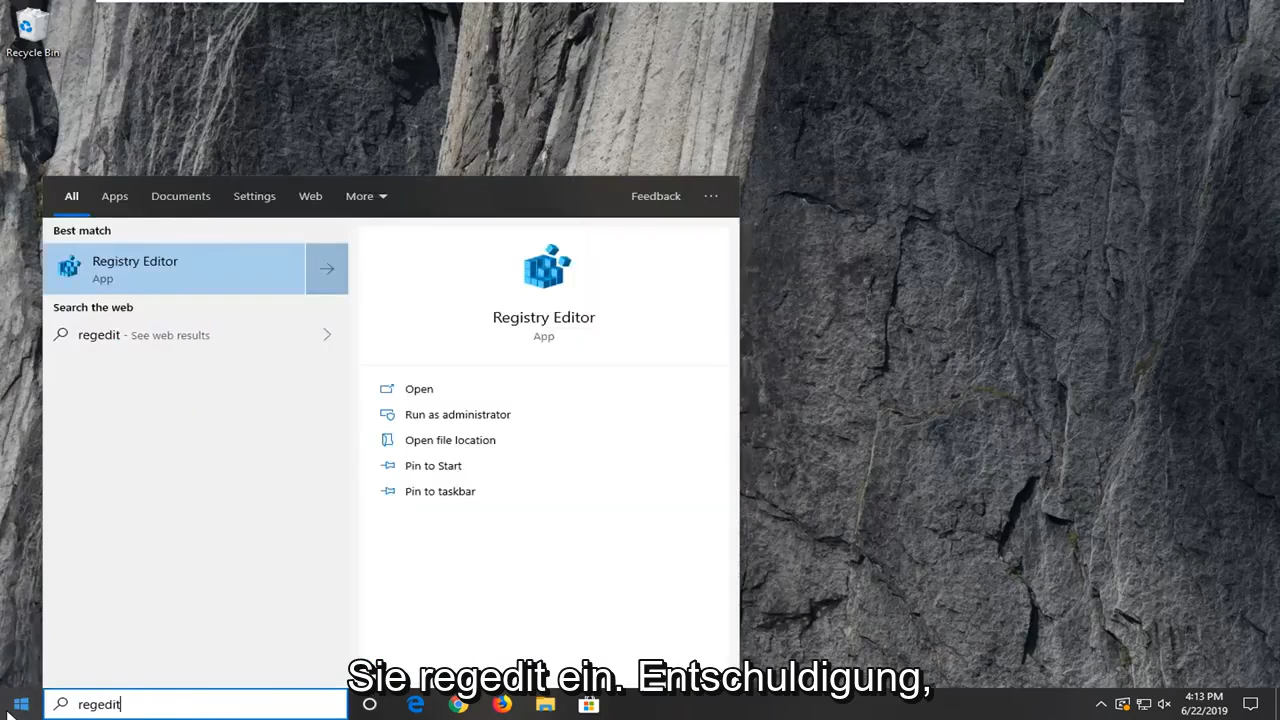 Recycle Bin
All Apps Documents Settings Web More Feedback ...
Best match
Registry Editor
App
Search the web
regedit - See web results
Registry Editor
App
Open
Run as administrator
Open file location
Pin to Start
Pin to taskbar
Sie regedit ein. Entschuldigung,
regedit
4:13 PM
6/22/2019